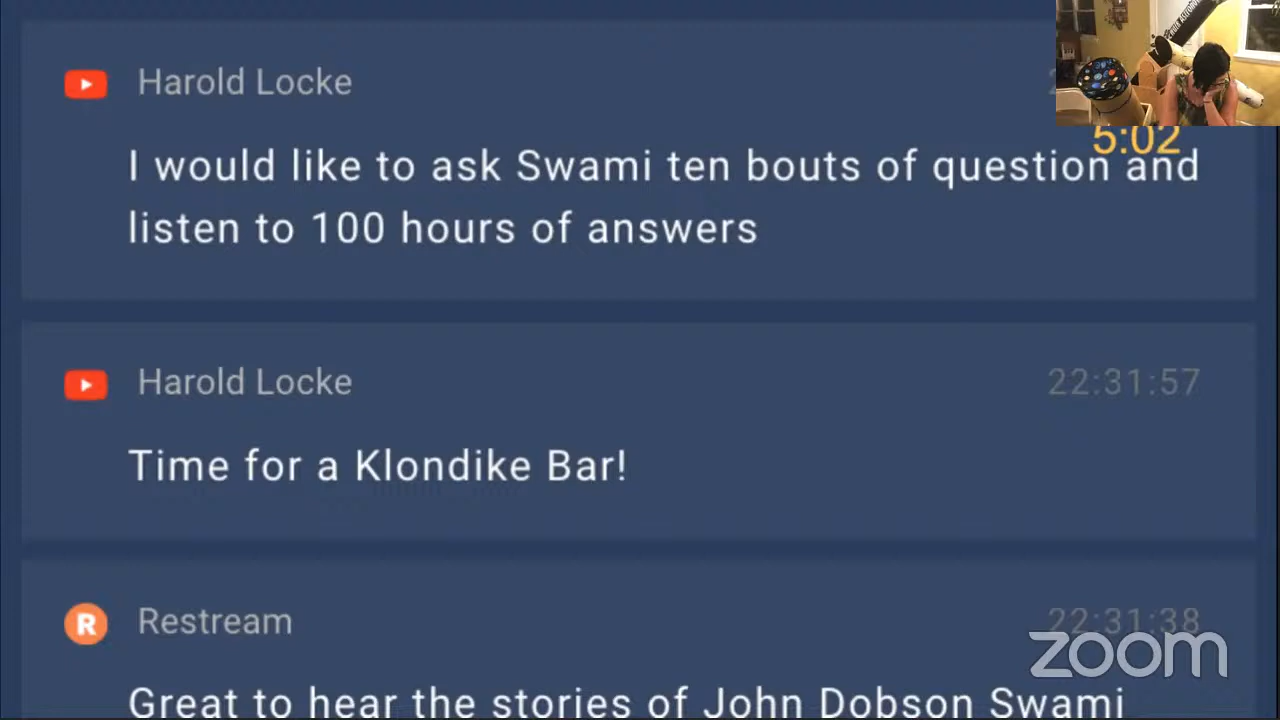 Harold Locke
5:02
I would like to ask Swami ten bouts of question and
listen to 100 hours of answers
Harold Locke 22:31:57
Time for a Klondike Bar!
R Restream 22:31:38
zoom
Great to hear the stories of John Dobson Swami